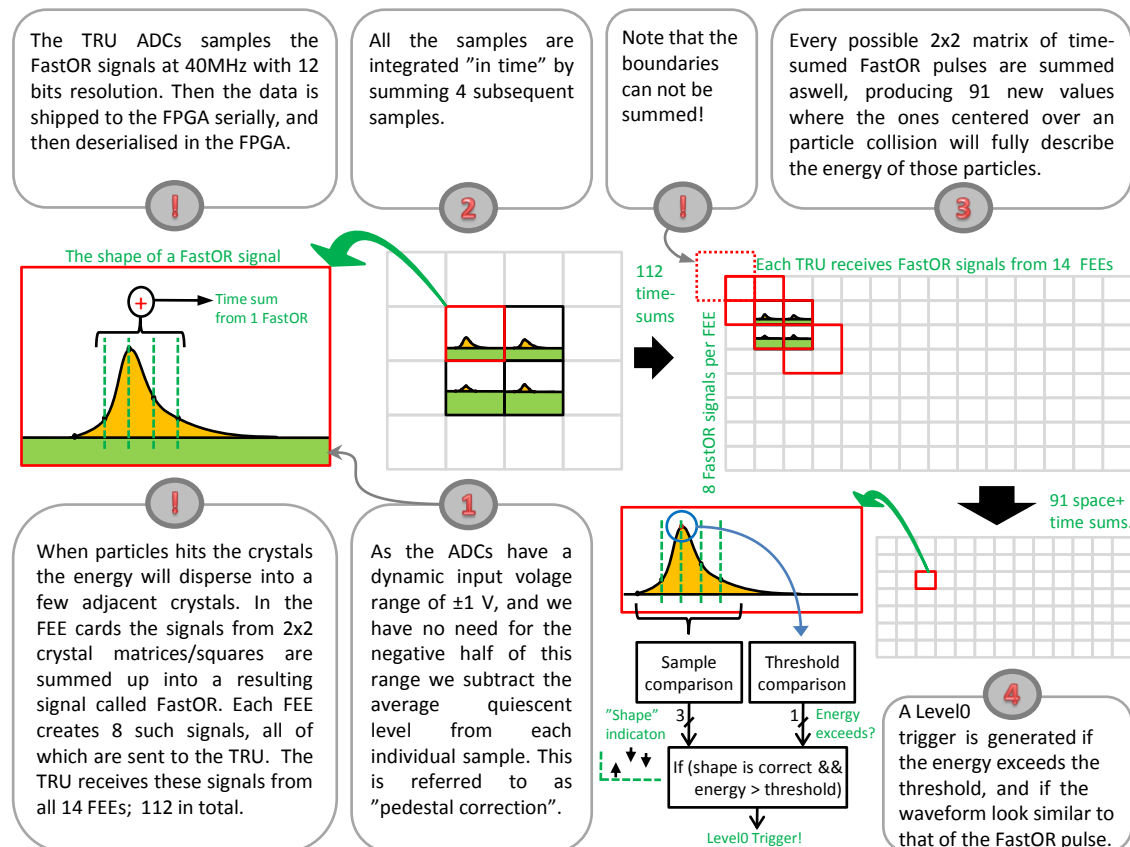 The TRU ADCs samples the
FastOR signals at 40MHz with 12
bits resolution. Then the data is
shipped to the FPGA serially, and
then deserialised in the FPGA.
!
All the samples are
integrated ”in time” by
summing 4 subsequent
samples.
2
Note that the
boundaries
can not be
summed!
!
Every possible 2x2 matrix of time-
sumed FastOR pulses are summed
aswell, producing 91 new values
where the ones centered over an
particle collision will fully describe
the energy of those particles.
3
The shape of a FastOR signal
+
Time sum
from 1 FastOR
112
time-
sums
Each TRU receives FastOR signals from 14 FEEs
8 FastOR signals per FEE
91 space+
time sums.
!
When particles hits the crystals
the energy will disperse into a
few adjacent crystals. In the
FEE cards the signals from 2x2
crystal matrices/squares are
summed up into a resulting
signal called FastOR. Each FEE
creates 8 such signals, all of
which are sent to the TRU. The
TRU receives these signals from
all 14 FEEs; 112 in total.
1
As the ADCs have a
dynamic input volage
range of ±1 V, and we
have no need for the
negative half of this
range we subtract the
average quiescent
level from each
individual sample. This
is referred to as
”pedestal correction”.
Sample
comparison
Threshold
comparison
”Shape”
indicaton
3
1
Energy
exceeds?
If (shape is correct &&
energy > threshold)
Level0 Trigger!
4
A Level0
trigger is generated if
the energy exceeds the
threshold, and if the
waveform look similar to
that of the FastOR pulse.